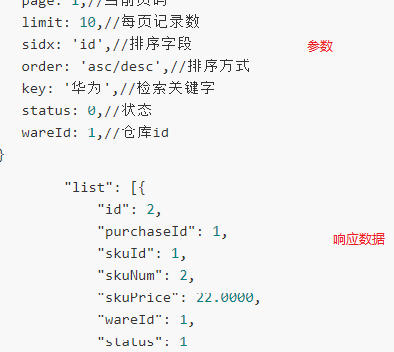 page: 1,//当前页码
limit: 10,//每页记录数
sidx: 'id',//排序字段
参数
order: 'asc/desc',//排序方式
key: '华为',//检索关键字
status: 0,//状态
wareId: 1,//仓库id
}
"list": [{
"id": 2,
"purchaseId": 1,
响应数据
"skuId": 1,
"skuNum": 2,
"skuPrice": 22.0000,
"wareId": 1,
"status": 1